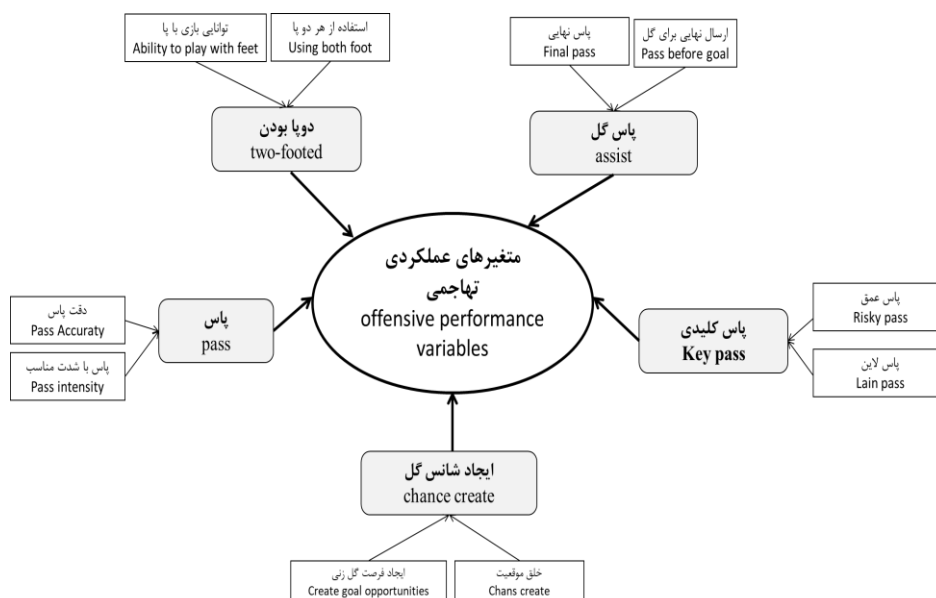 توانایی بازی با پا
Ability to play with feet
استفاده از هر دو پا
Using both foot
پاس نهایی
Final pass
ارسال نهایی برای گل
Pass before goal
دوپا بودن
two-footed
پاس گل
assist
متغیرهای عملکردی
تهاجمی
offensive performance
variables
دقت پاس
Pass Accuraty
پاس با شدت مناسب
Pass intensity
پاس
pass
پاس کلیدی
Key pass
پاس عمق
Risky pass
پاس لاین
Lain pass
ایجاد شانس گل
chance create
ایجاد فرصت گل زنی
Create goal opportunities
خلق موقعیت
Chans create